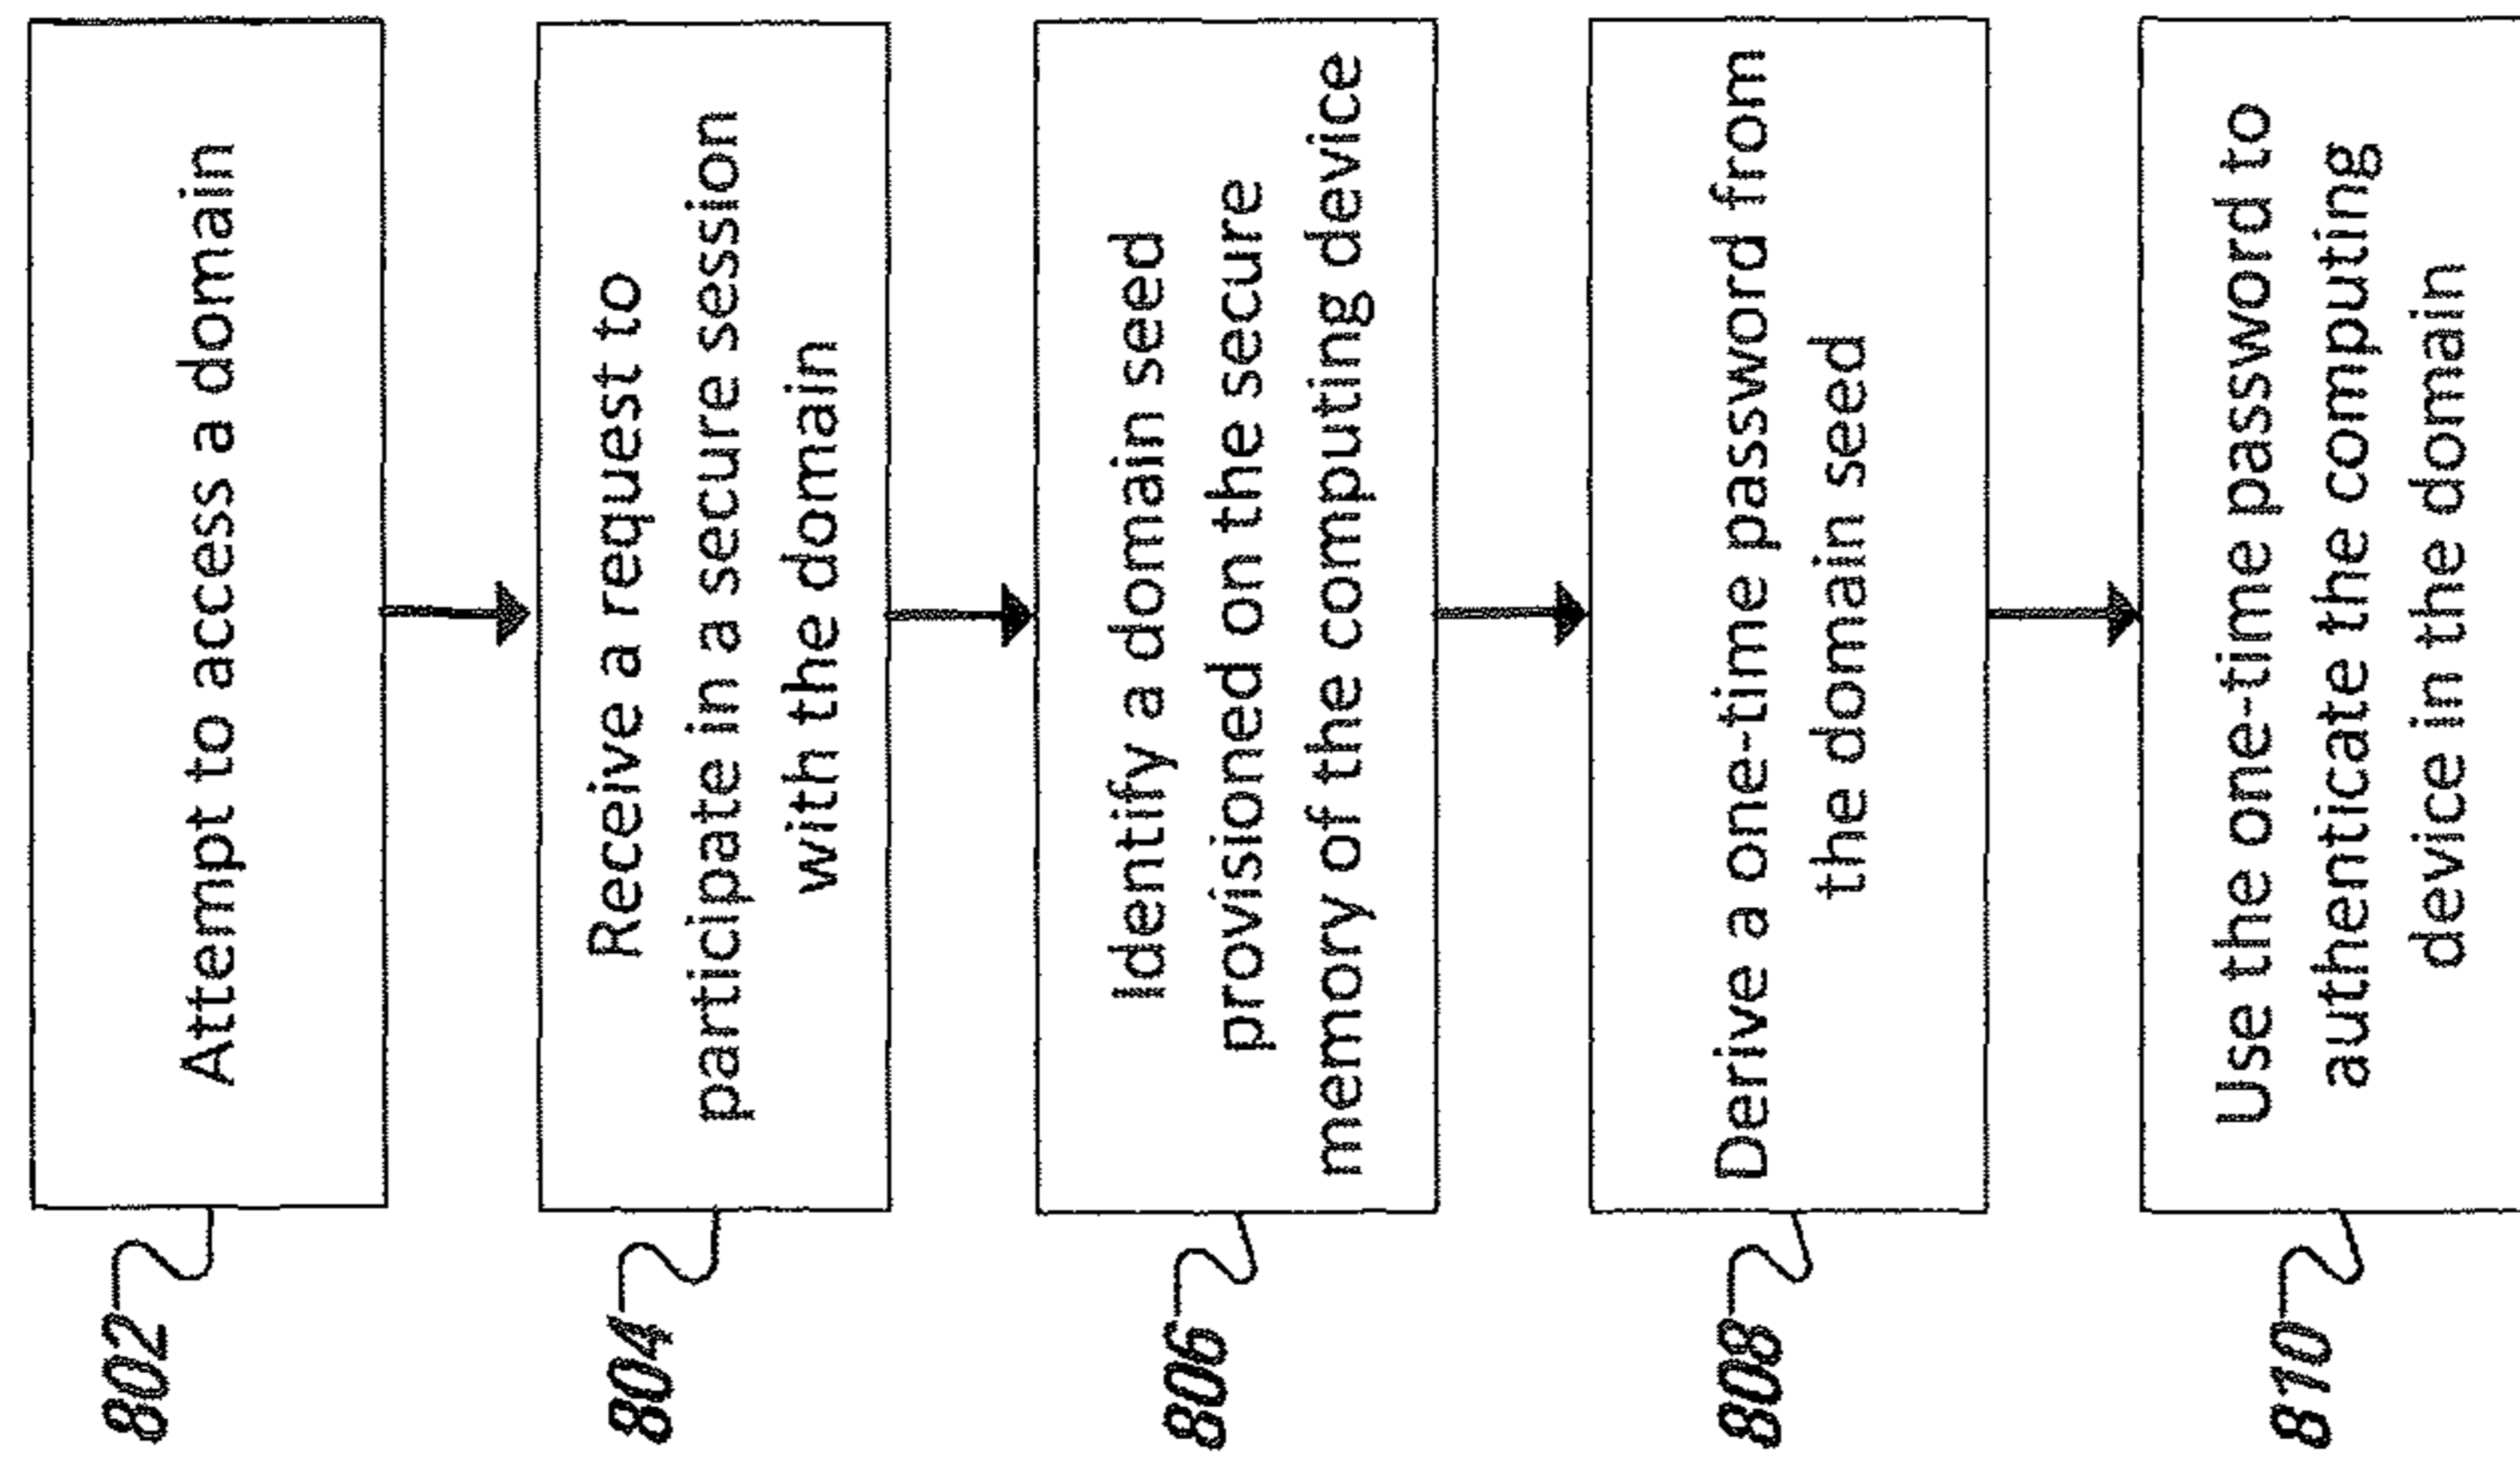 802
Attempt to access a domain
804
Receive a request to
participate in a secure session
with the domain
806
Identify a domain seed
provisioned on the secure
memory of the computing device
808
Derive a one-time password from
the domain seed
810
Use the one-time password to
authenticate the computing
device in the domain